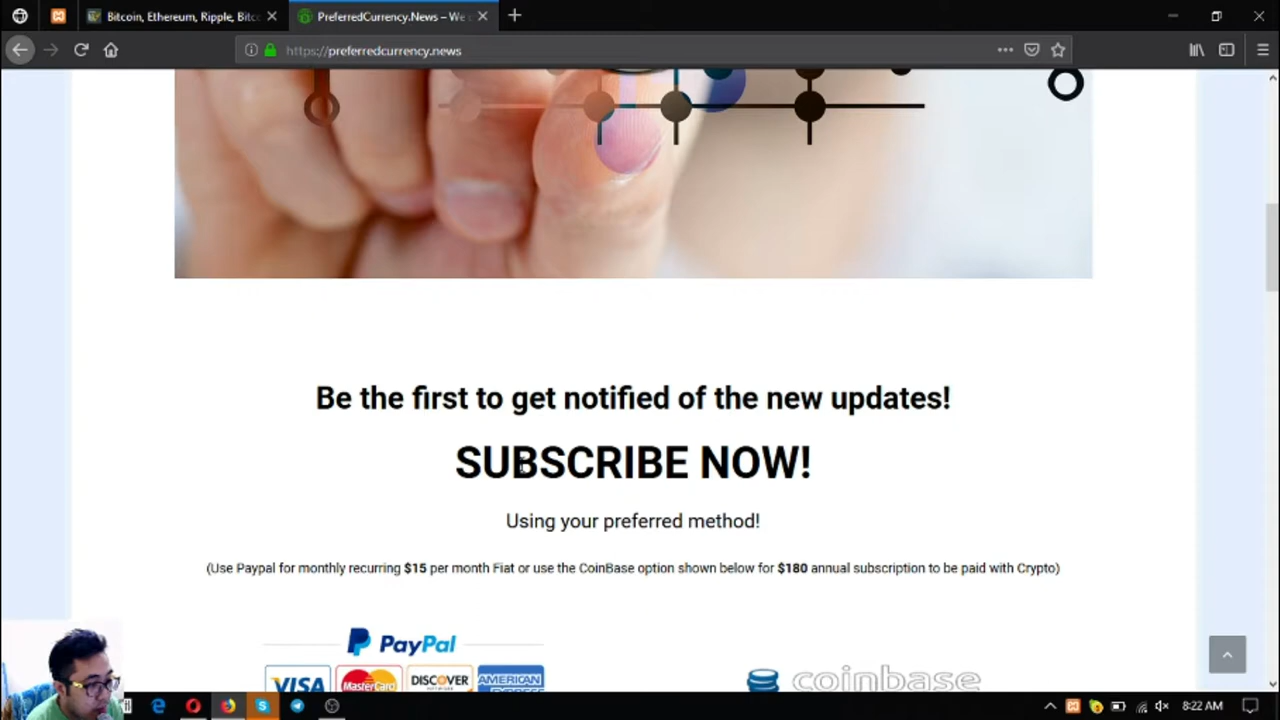 Bitcoin, Ethereum, Ripple, Bitc
PreferredCurrency.News – We
https://preferredcurrency.news
Be the first to get notified of the new updates!
SUBSCRIBE NOW!
Using your preferred method!
(Use Paypal for monthly recurring $15 per month Fiat or use the CoinBase option shown below for $180 annual subscription to be paid with Crypto)
PayPal
VISA MasterCard DISCOVER AMERICAN
coinbase
8:22 AM